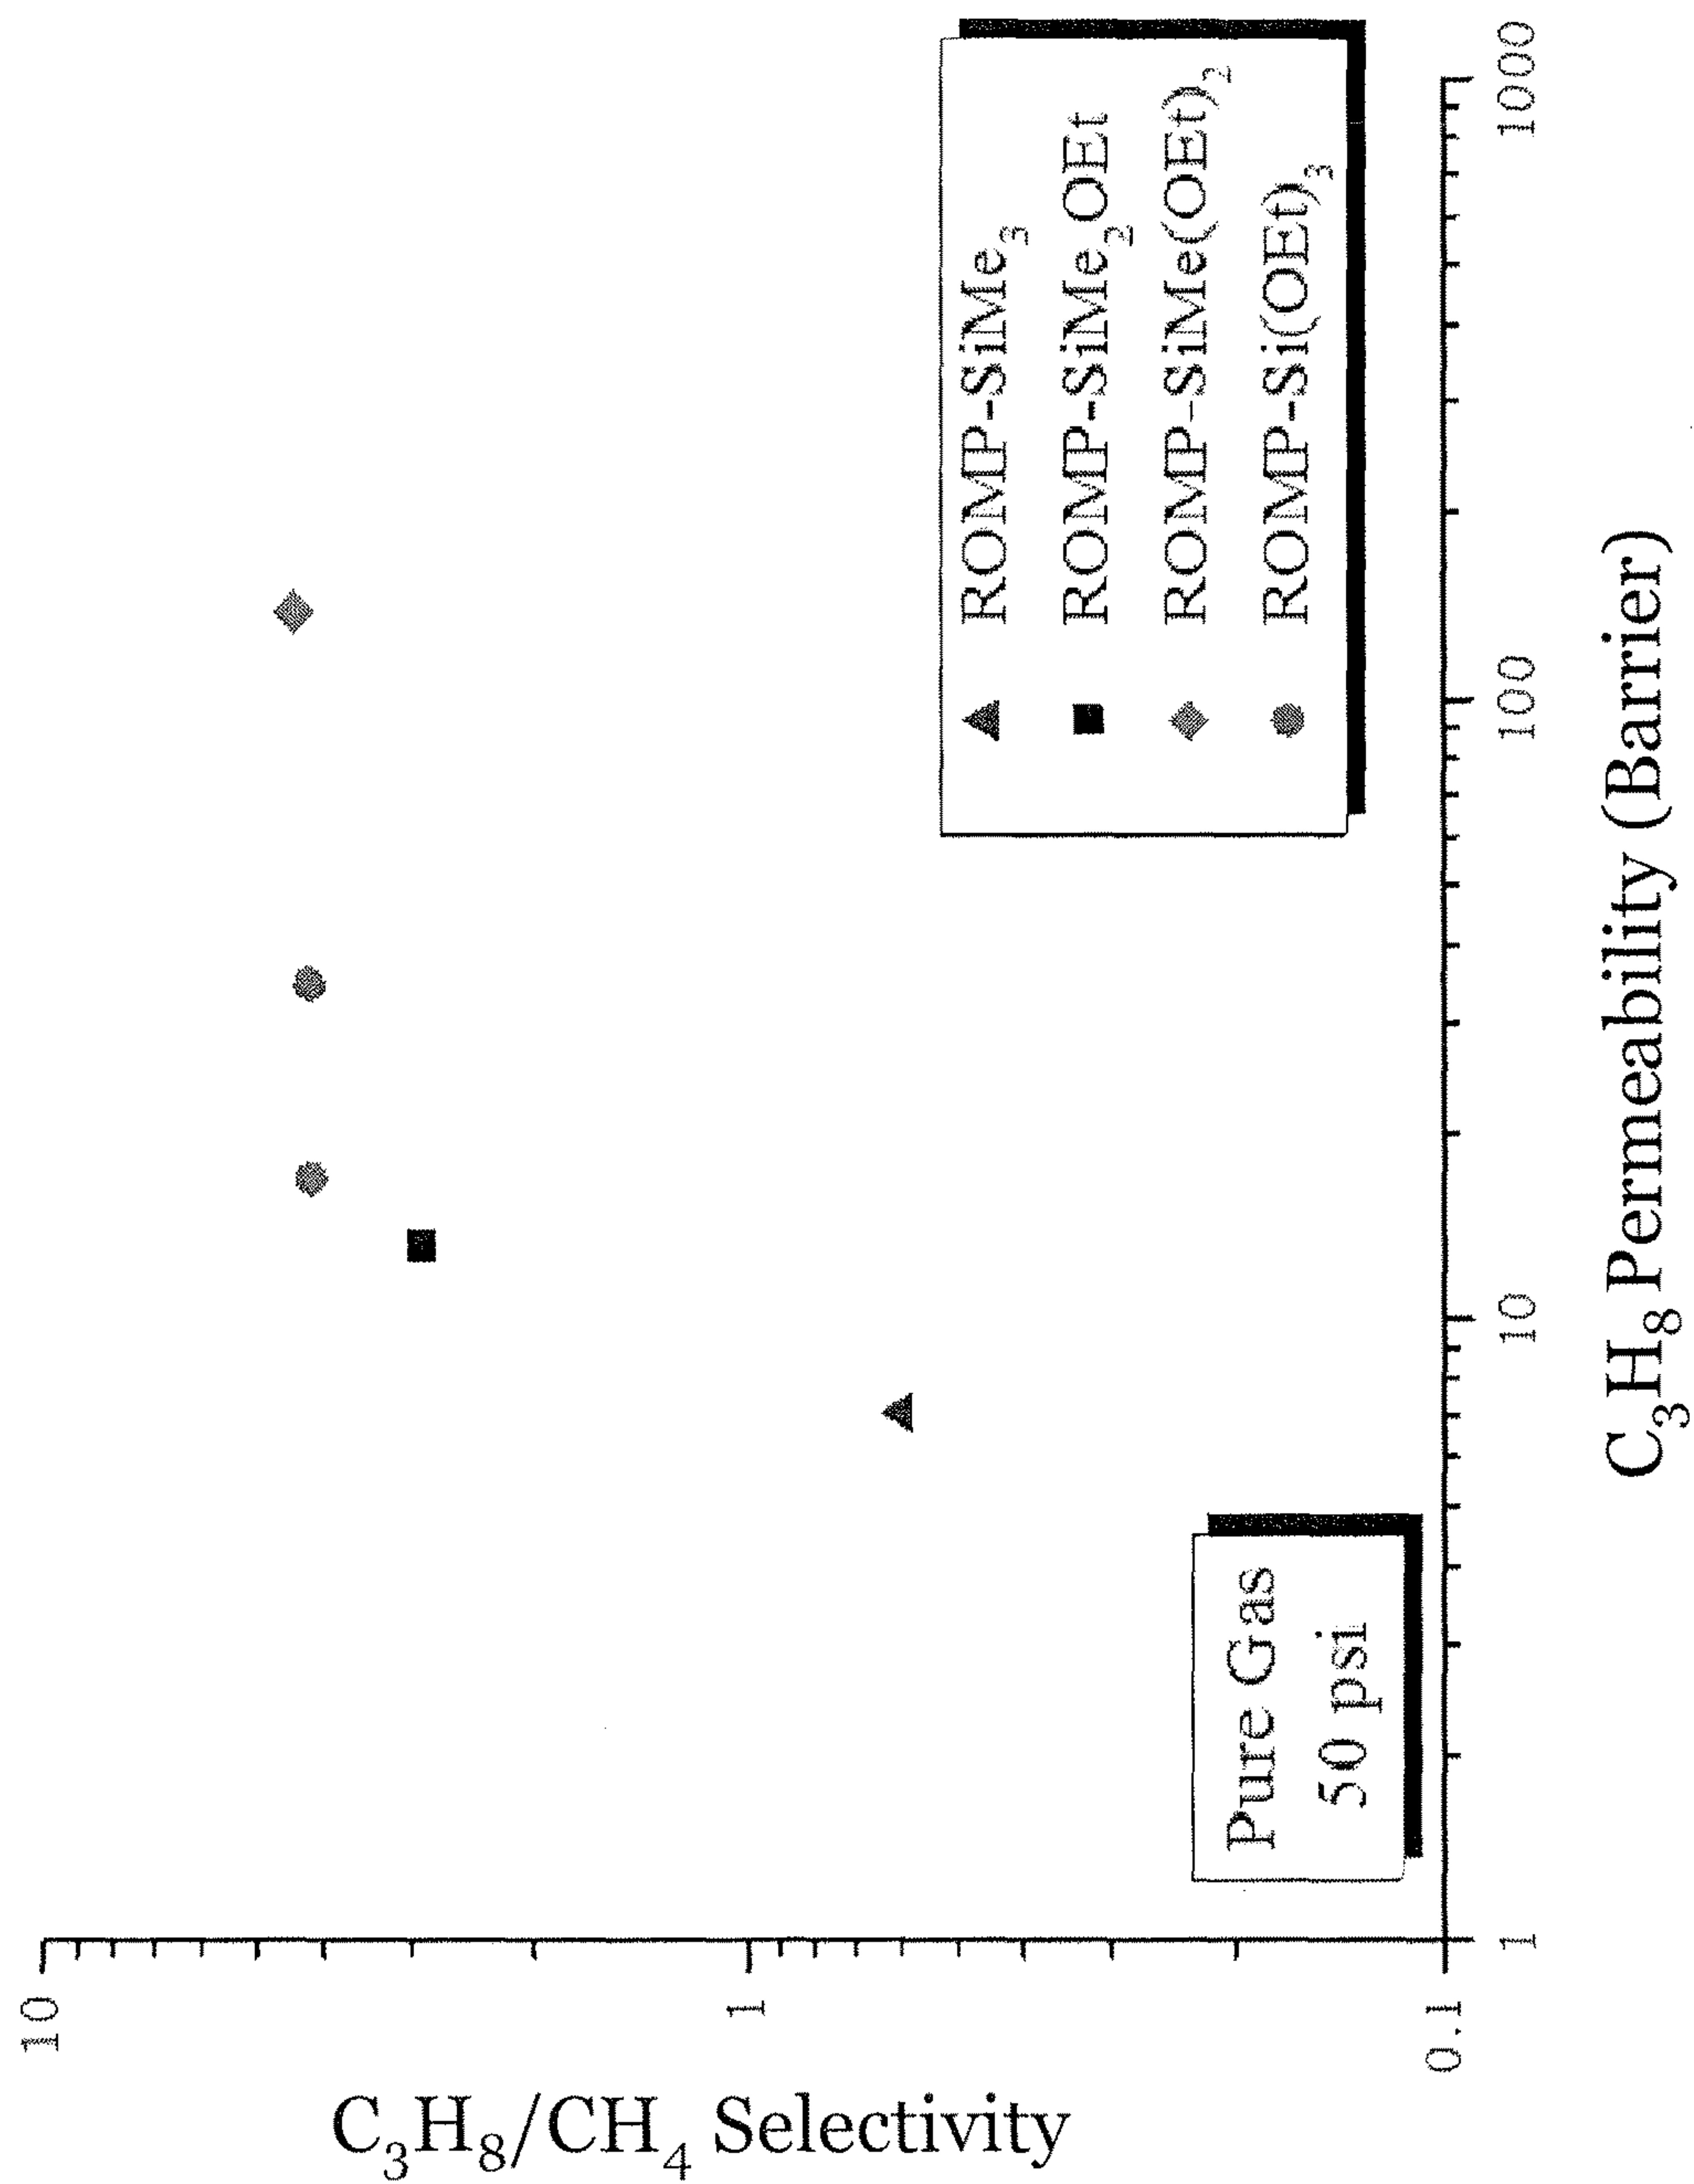 C₃H₈/CH₄ Selectivity
10
1
0.1
ROMP-SiMe₃
ROMP-SiMe₂OEt
ROMP-SiMe(OEt)₂
ROMP-Si(OEt)₃
Pure Gas
50 psi
1
10
100
1000
C₃H₈ Permeability (Barrier)